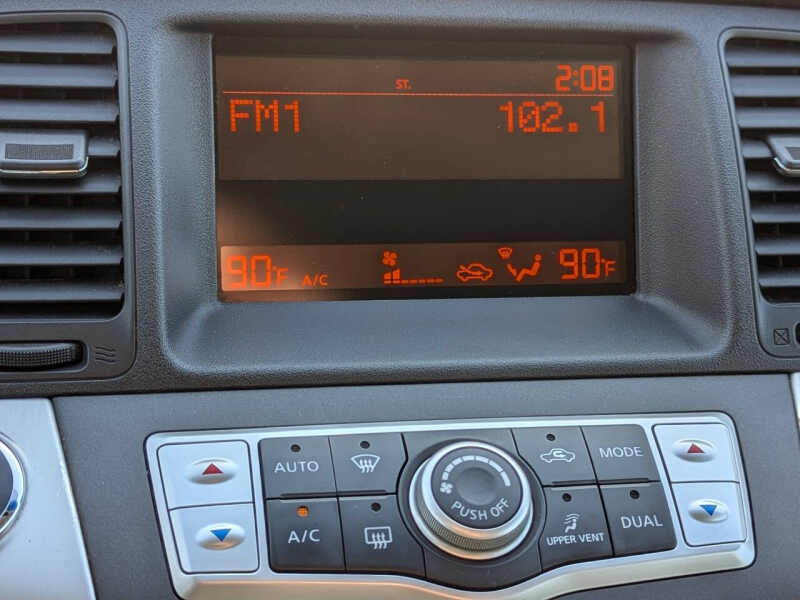 ST. 2:08
FM1 102.1
90°F A/C 90°F
AUTO MODE
A/C PUSH OFF UPPER VENT DUAL